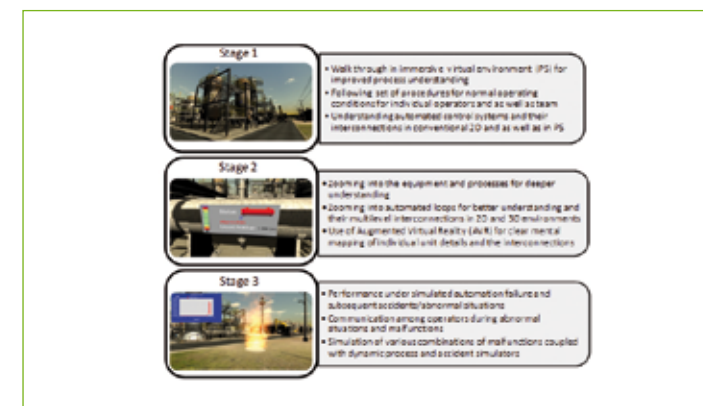 Stage 1
• Walk through in immersive virtual environment (PS) for
improved process understanding
• Following set of procedures for normal operating
conditions for individual operators and as well as team
• Understanding automated control systems and their
interconnections in conventional 2D and as well as in PS
Stage 2
• Zooming into the equipment and processes for deeper
understanding
• Zooming into automated loops for better understanding and
their multilevel interconnections in 2D and 3D environments
• Use of Augmented Virtual Reality (AVR) for clear mental
mapping of individual unit details and the interconnections
Stage 3
• Performance under simulated automation failure and
subsequent accidents/abnormal situations
• Communication among operators during abnormal
situations and malfunctions
• Simulation of various combinations of malfunctions coupled
with dynamic process and accident simulators